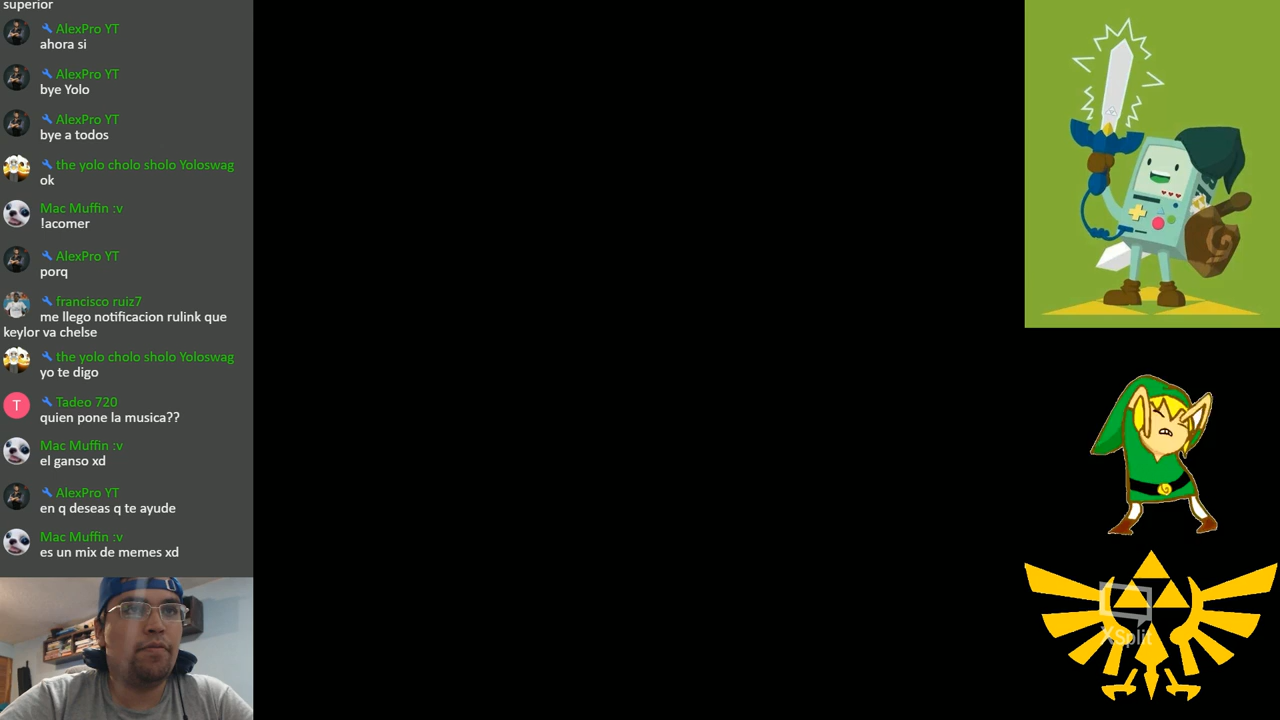 superior
AlexPro YT
ahora si
AlexPro YT
bye Yolo
AlexPro YT
bye a todos
the yolo cholo sholo Yoloswag
ok
Mac Muffin :v
!acomer
AlexPro YT
porq
francisco ruiz7
me llego notificacion rulink que
keylor va chelse
the yolo cholo sholo Yoloswag
yo te digo
T
Tadeo 720
quien pone la musica??
Mac Muffin :v
el ganso xd
AlexPro YT
en q deseas q te ayude
Mac Muffin :v
es un mix de memes xd
XSplit